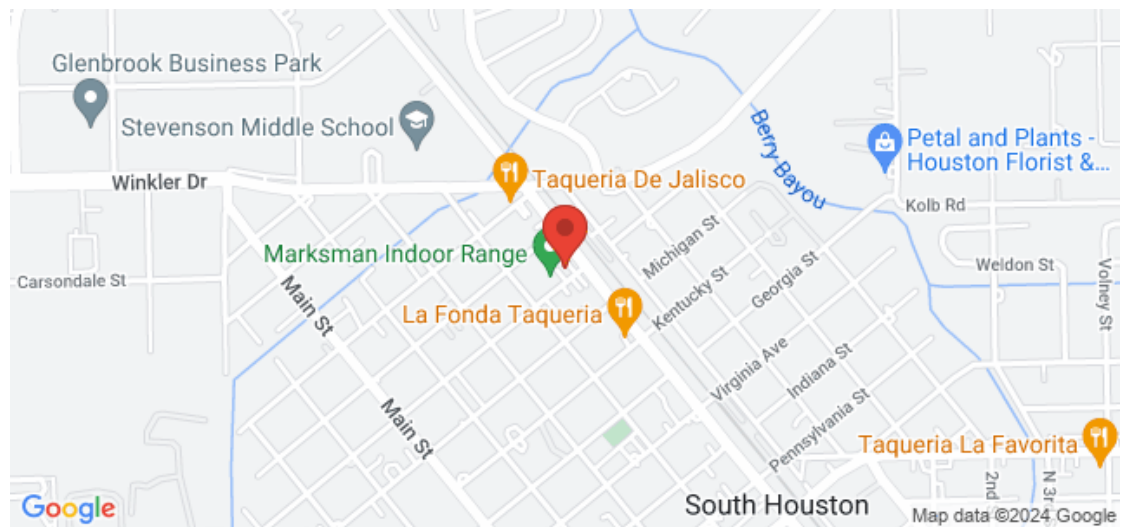 Glenbrook Business Park
Stevenson Middle School
Berry Bayou
Petal and Plants -
Houston Florist &...
Winkler Dr
Taqueria De Jalisco
Kolb Rd
Marksman Indoor Range
Michigan St
Carsondale St
Weldon St
Georgia St
Volney St
Main St
La Fonda Taqueria
Kentucky St
Virginia Ave
Indiana St
Main St
Pennsylvania St
Taqueria La Favorita
2nd S
N 3r
South Houston
Google
Map data ©2024 Google